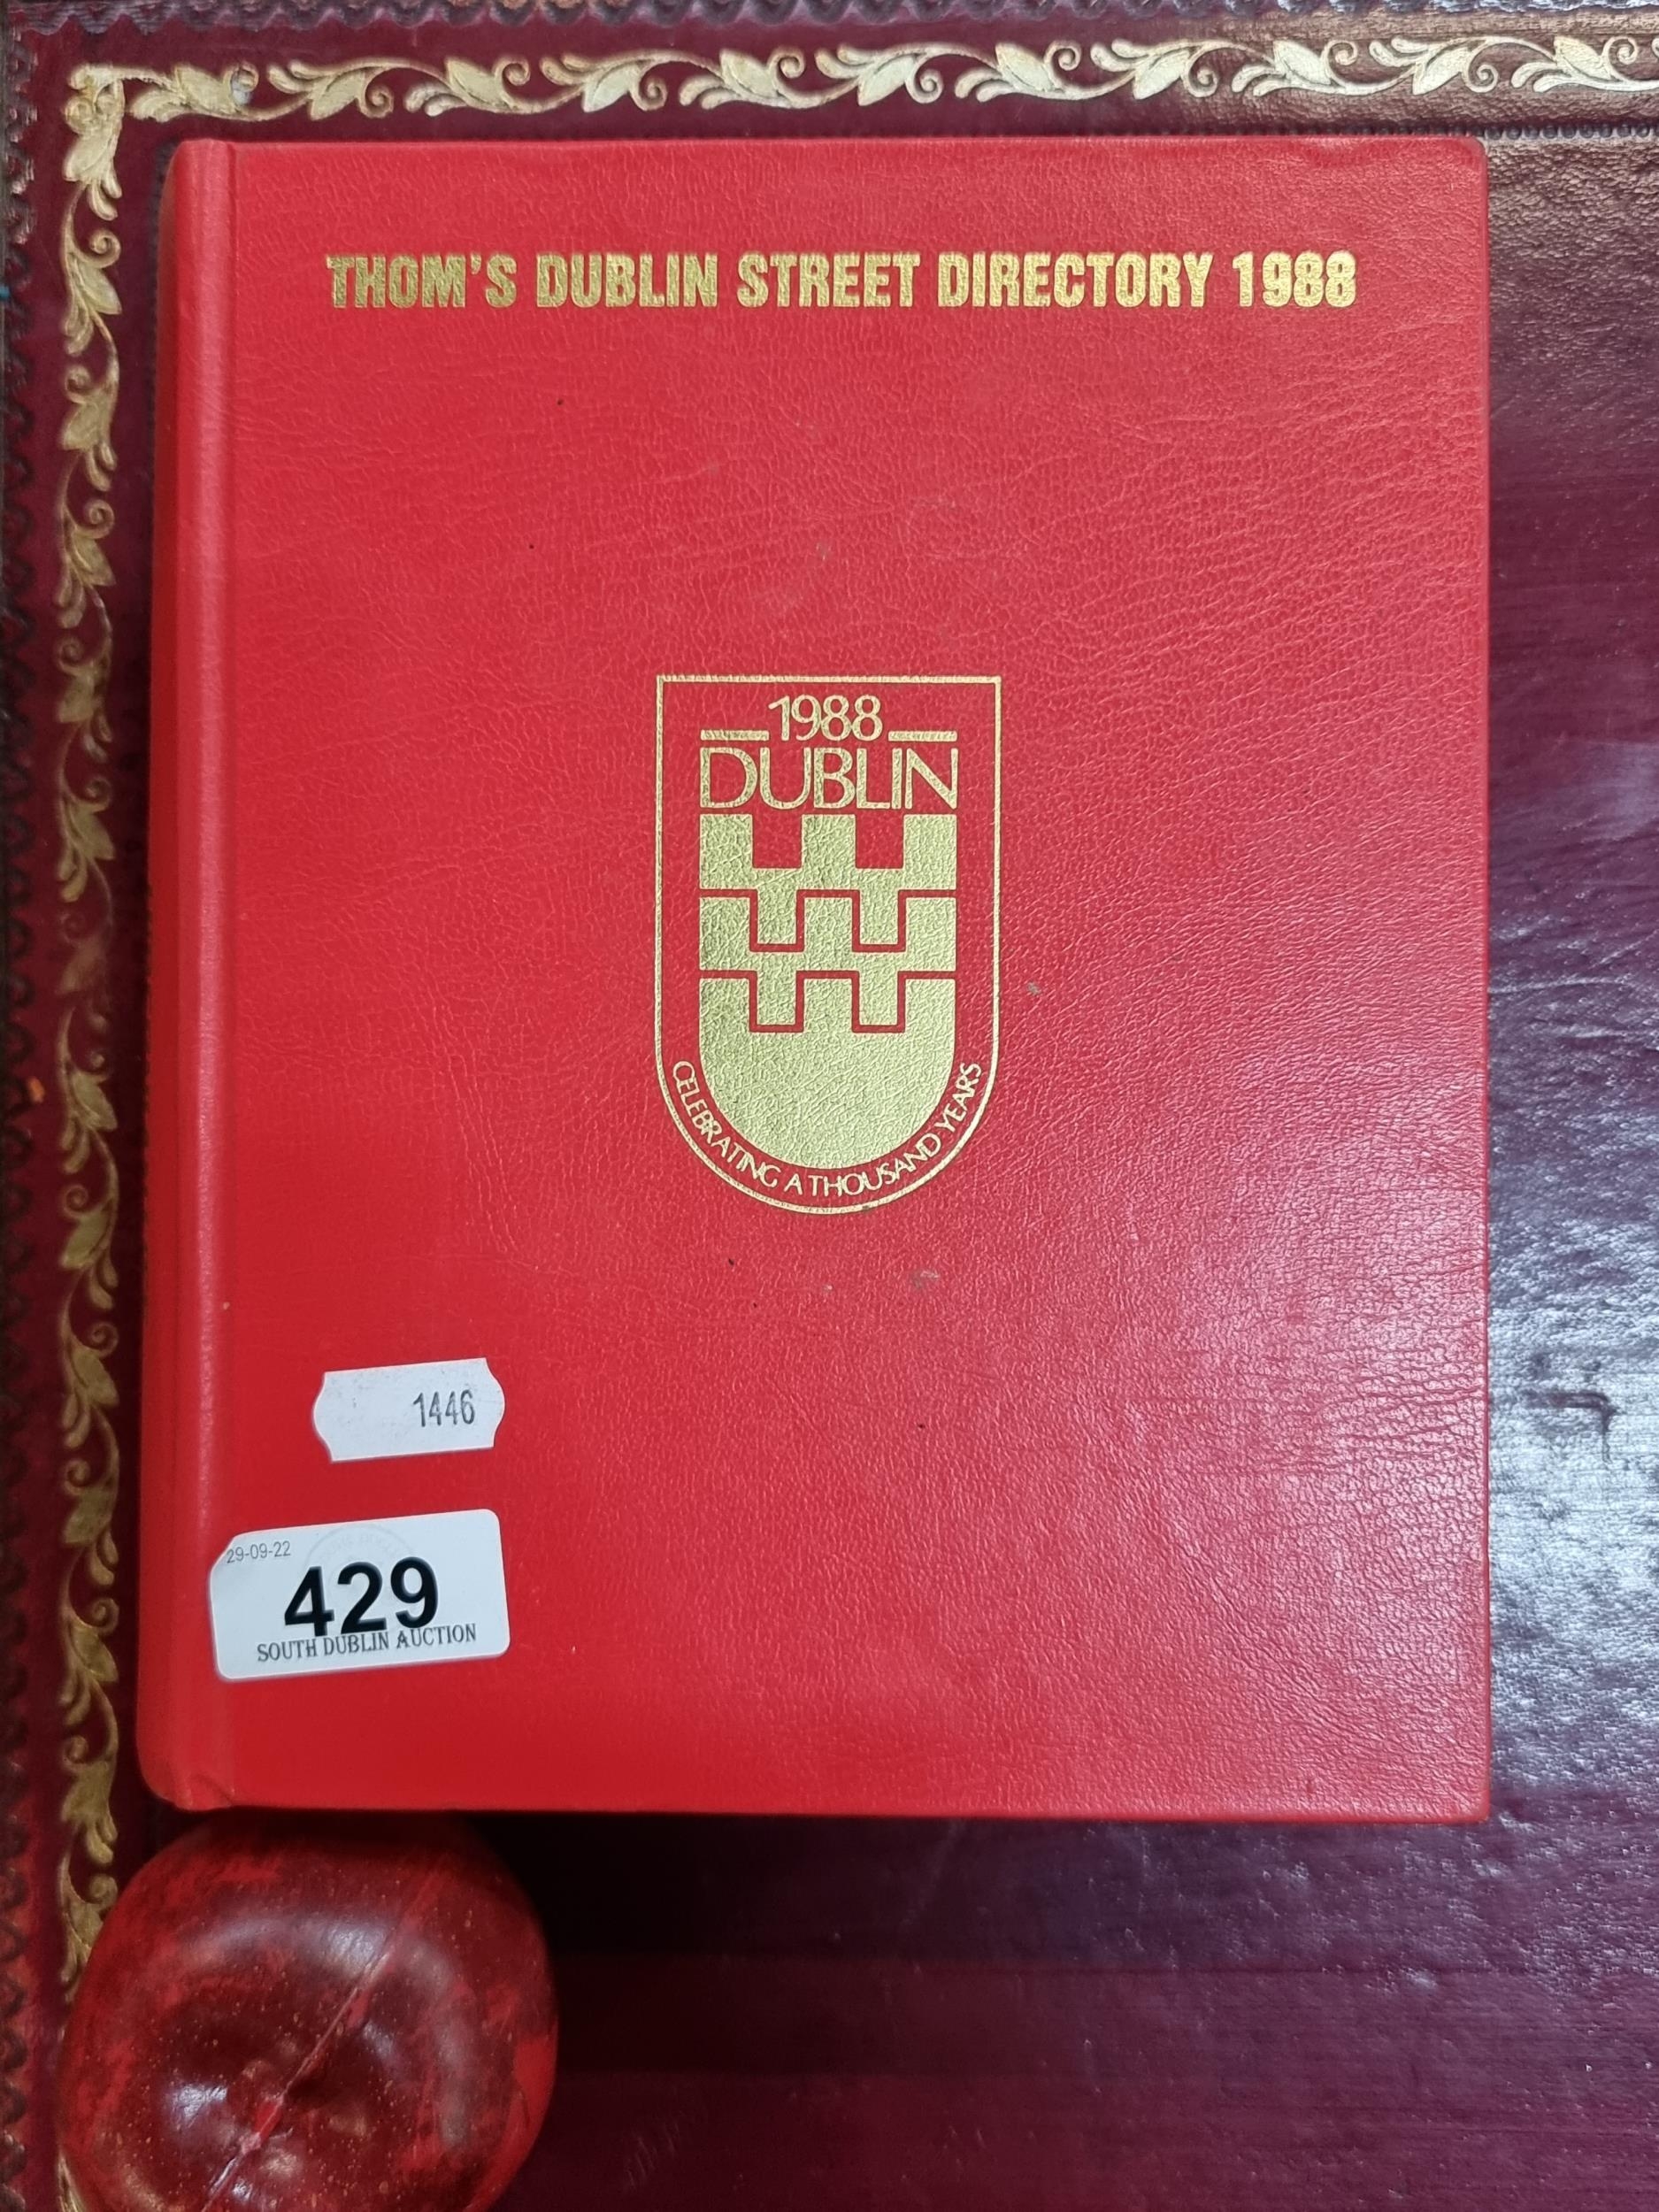 THOM'S DUBLIN STREET DIRECTORY 1988
1988
DUBLIN
CELEBRATING A THOUSAND YEARS
1446
29-09-22
429
SOUTH DUBLIN AUCTION